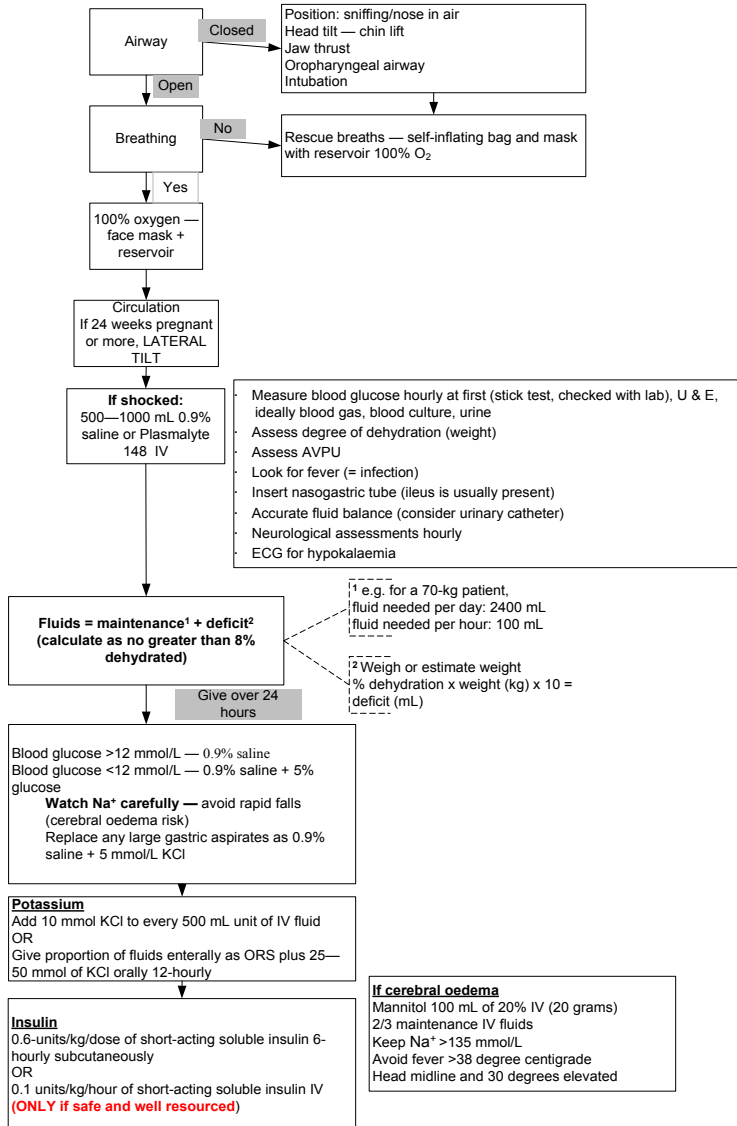 Airway
Closed
Position: sniffing/nose in air
Head tilt — chin lift
Jaw thrust
Oropharyngeal airway
Intubation
Open
Breathing
No
Rescue breaths — self-inflating bag and mask
with reservoir 100% O₂
Yes
100% oxygen —
face mask +
reservoir
Circulation
If 24 weeks pregnant
or more, LATERAL
TILT
If shocked:
500—1000 mL 0.9%
saline or Plasmalyte
148 IV
· Measure blood glucose hourly at first (stick test, checked with lab), U & E,
ideally blood gas, blood culture, urine
· Assess degree of dehydration (weight)
· Assess AVPU
· Look for fever (= infection)
· Insert nasogastric tube (ileus is usually present)
· Accurate fluid balance (consider urinary catheter)
· Neurological assessments hourly
· ECG for hypokalaemia
Fluids = maintenance¹ + deficit²
(calculate as no greater than 8%
dehydrated)
¹ e.g. for a 70-kg patient,
fluid needed per day: 2400 mL
fluid needed per hour: 100 mL
² Weigh or estimate weight
% dehydration x weight (kg) x 10 =
deficit (mL)
Give over 24
hours
Blood glucose >12 mmol/L — 0.9% saline
Blood glucose <12 mmol/L — 0.9% saline + 5%
glucose
Watch Na⁺ carefully — avoid rapid falls
(cerebral oedema risk)
Replace any large gastric aspirates as 0.9%
saline + 5 mmol/L KCl
Potassium
Add 10 mmol KCl to every 500 mL unit of IV fluid
OR
Give proportion of fluids enterally as ORS plus 25—
50 mmol of KCl orally 12-hourly
Insulin
0.6-units/kg/dose of short-acting soluble insulin 6-
hourly subcutaneously
OR
0.1 units/kg/hour of short-acting soluble insulin IV
(ONLY if safe and well resourced)
If cerebral oedema
Mannitol 100 mL of 20% IV (20 grams)
2/3 maintenance IV fluids
Keep Na⁺ >135 mmol/L
Avoid fever >38 degree centigrade
Head midline and 30 degrees elevated